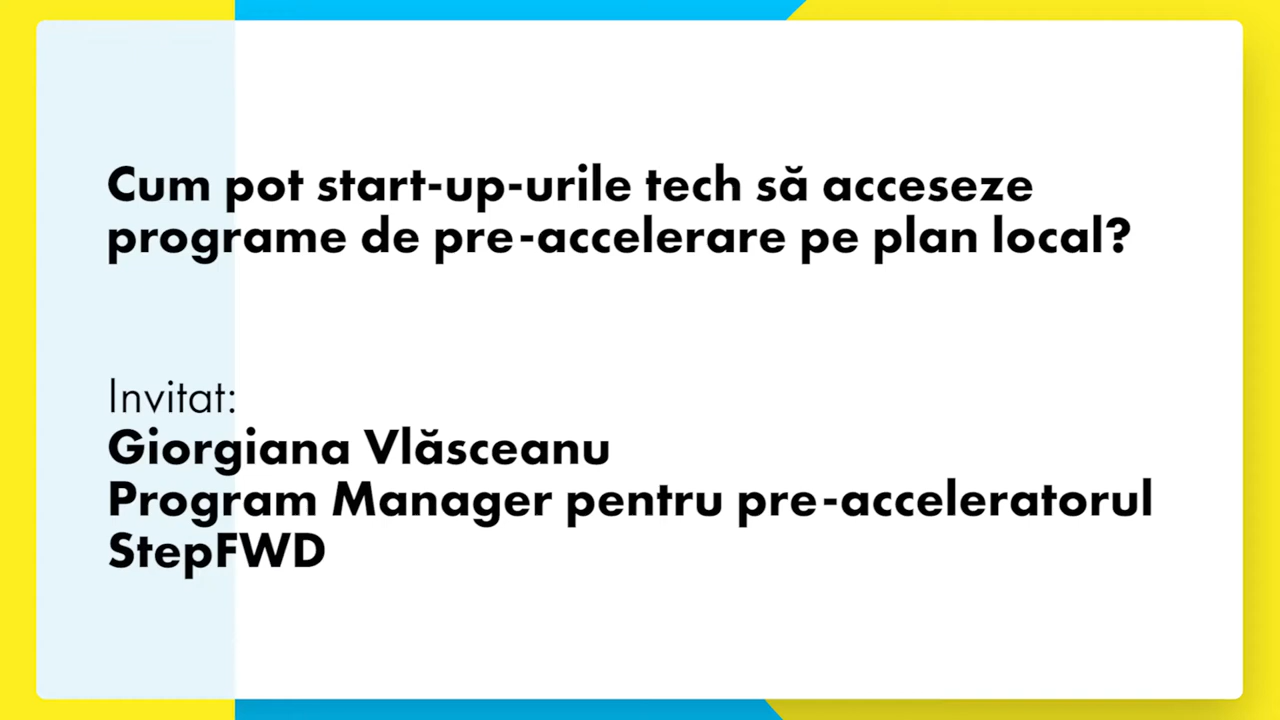 Cum pot start-up-urile tech să acceseze
programe de pre-accelerare pe plan local?
Invitat:
Giorgiana Vlăsceanu
Program Manager pentru pre-acceleratorul
StepFWD